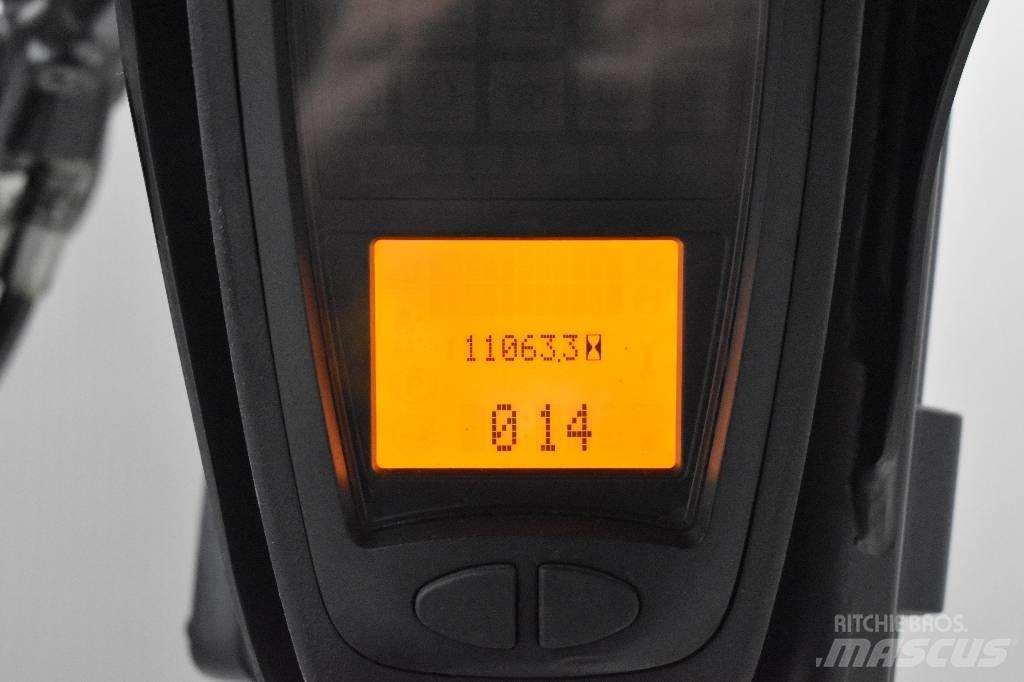 11063.3
014
RITCHIE BROS.
MASCUS